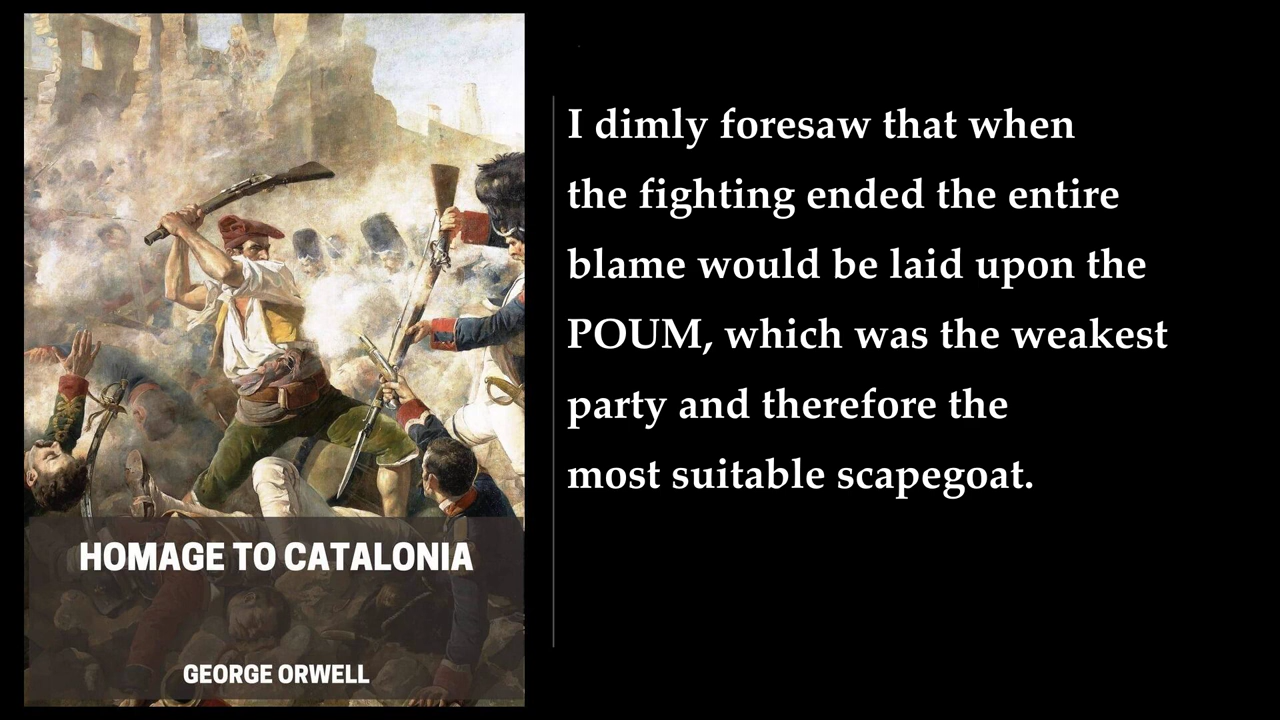 HOMAGE TO CATALONIA
GEORGE ORWELL
I dimly foresaw that when
the fighting ended the entire
blame would be laid upon the
POUM, which was the weakest
party and therefore the
most suitable scapegoat.